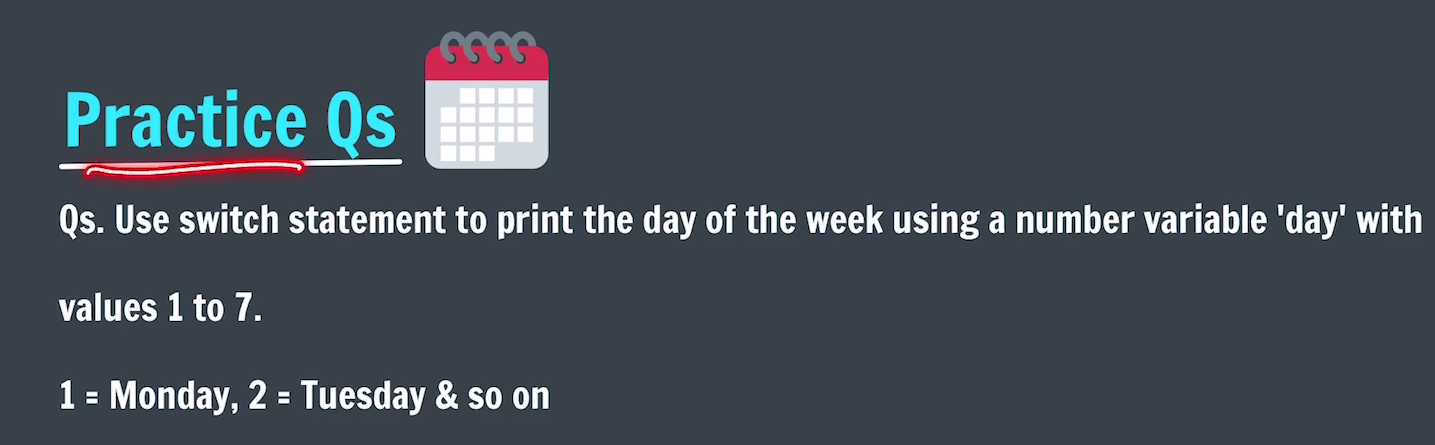 Practice Qs
Qs. Use switch statement to print the day of the week using a number variable 'day' with
values 1 to 7.
1 = Monday, 2 = Tuesday & so on